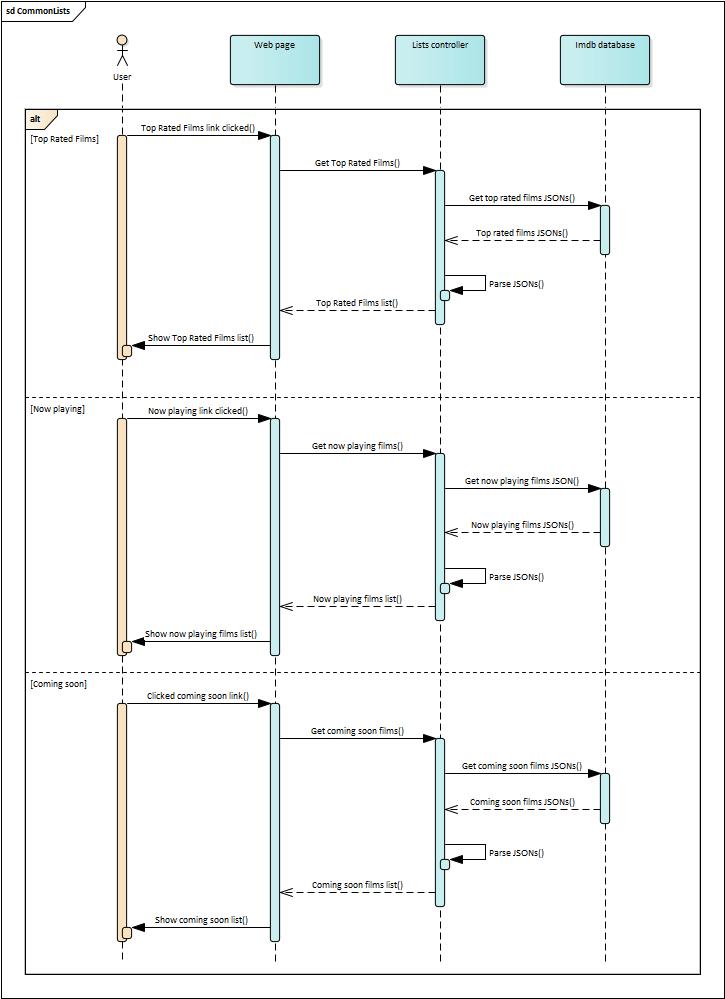 sd CommonLists
Web page
Lists controller
Imdb database
User
alt
[Top Rated Films]
Top Rated Films link clicked()
Get Top Rated Films()
Get top rated films JSONs()
Top rated films JSONs()
Parse JSONs()
Top Rated Films list()
Show Top Rated Films list()
[Now playing]
Now playing link clicked()
Get now playing films()
Get now playing films JSON()
Now playing films JSONs()
Parse JSONs()
Now playing films list()
Show now playing films list()
[Coming soon]
Clicked coming soon link()
Get coming soon films()
Get coming soon films JSONs()
Coming soon films JSONs()
Parse JSONs()
Coming soon films list()
Show coming soon list()